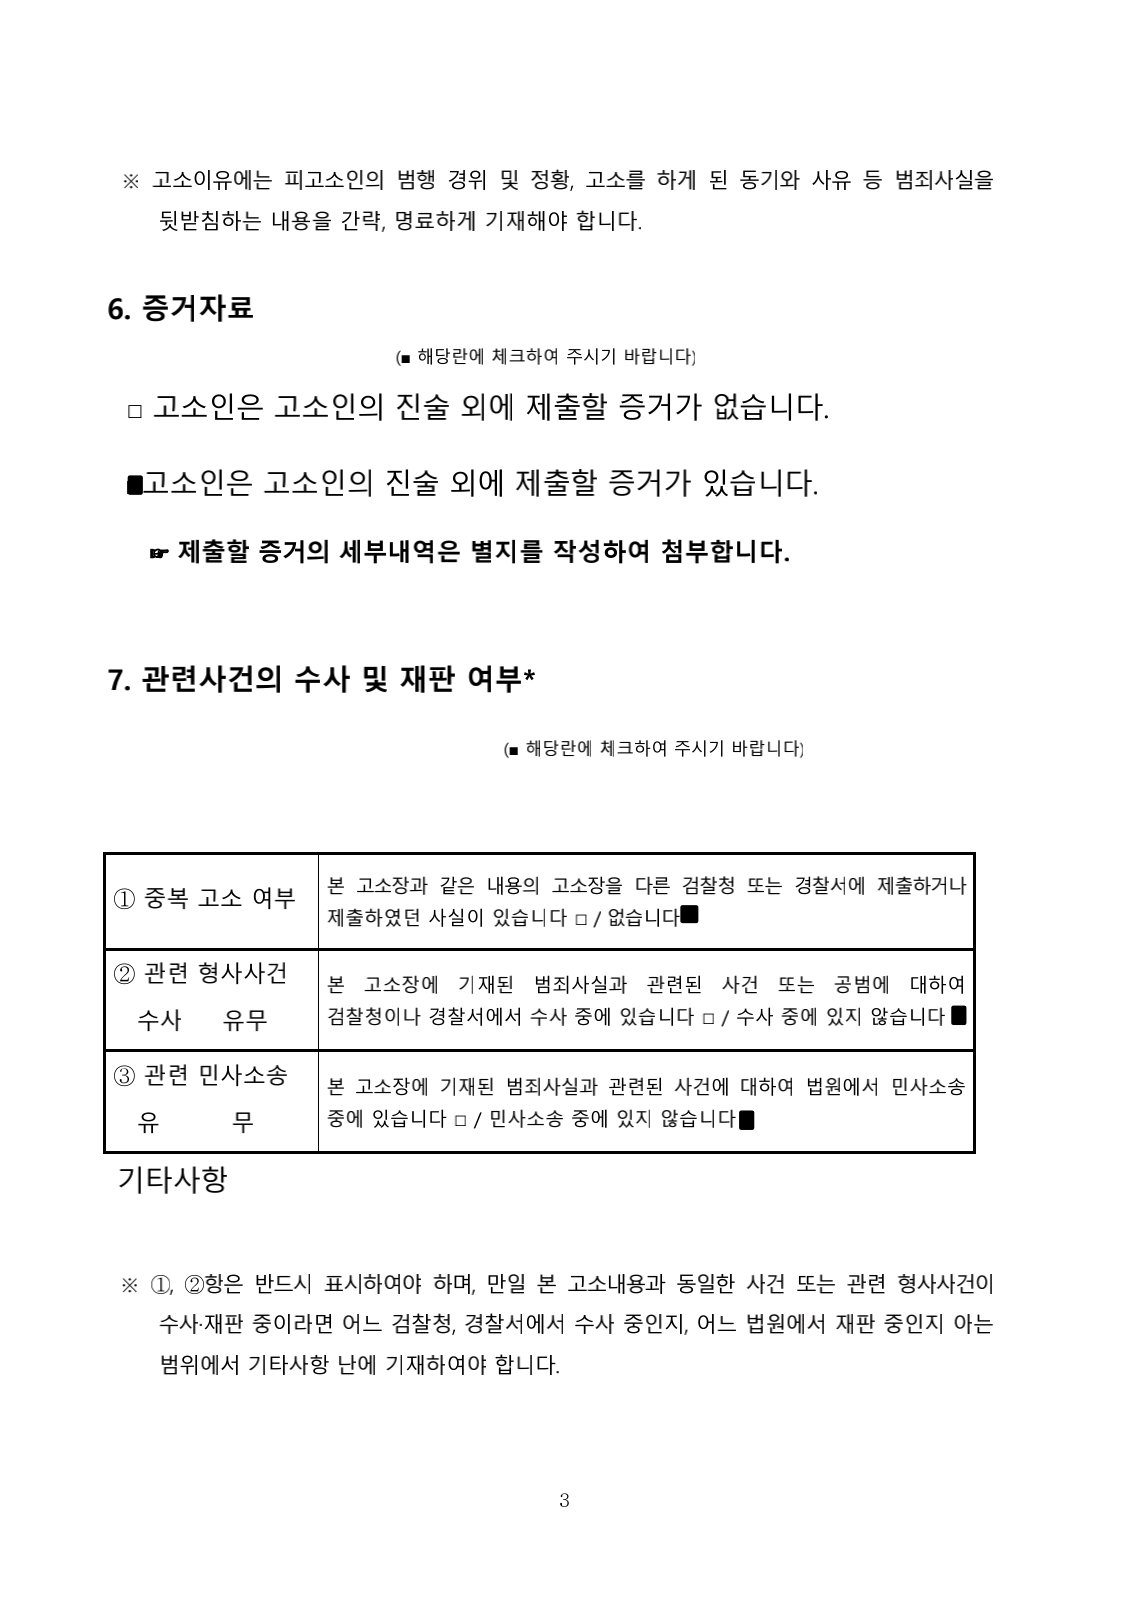 ※ 고소이유에는 피고소인의 범행 경위 및 정황, 고소를 하게 된 동기와 사유 등 범죄사실을
뒷받침하는 내용을 간략, 명료하게 기재해야 합니다.
6. 증거자료
(■ 해당란에 체크하여 주시기 바랍니다)
□ 고소인은 고소인의 진술 외에 제출할 증거가 없습니다.
■고소인은 고소인의 진술 외에 제출할 증거가 있습니다.
☞ 제출할 증거의 세부내역은 별지를 작성하여 첨부합니다.
7. 관련사건의 수사 및 재판 여부*
(■ 해당란에 체크하여 주시기 바랍니다)
① 중복 고소 여부
본 고소장과 같은 내용의 고소장을 다른 검찰청 또는 경찰서에 제출하거나
제출하였던 사실이 있습니다 □ / 없습니다■
② 관련 형사사건
수사 유무
본 고소장에 기재된 범죄사실과 관련된 사건 또는 공범에 대하여
검찰청이나 경찰서에서 수사 중에 있습니다 □ / 수사 중에 있지 않습니다 ■
③ 관련 민사소송
유 무
본 고소장에 기재된 범죄사실과 관련된 사건에 대하여 법원에서 민사소송
중에 있습니다 □ / 민사소송 중에 있지 않습니다■
기타사항
※ ①, ②항은 반드시 표시하여야 하며, 만일 본 고소내용과 동일한 사건 또는 관련 형사사건이
수사·재판 중이라면 어느 검찰청, 경찰서에서 수사 중인지, 어느 법원에서 재판 중인지 아는
범위에서 기타사항 난에 기재하여야 합니다.
3